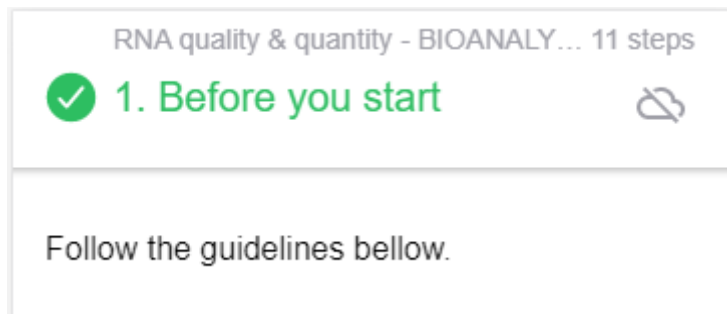 RNA quality & quantity - BIOANALY... 11 steps
1. Before you start
Follow the guidelines bellow.